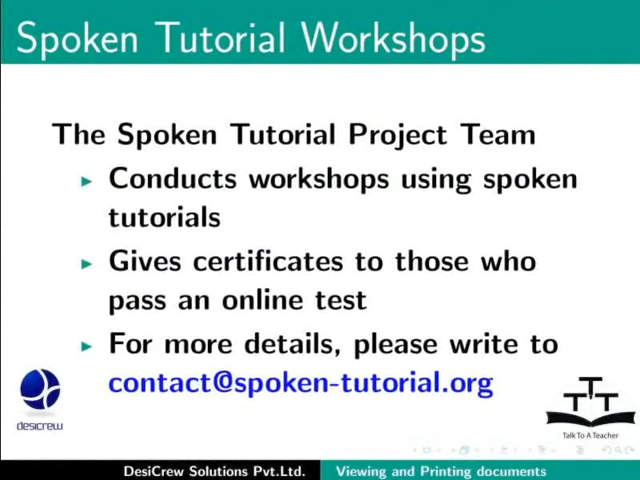 Spoken Tutorial Workshops
The Spoken Tutorial Project Team
Conducts workshops using spoken
tutorials
Gives certificates to those who
pass an online test
For more details, please write to
contact@spoken-tutorial.org
desicrew
TTT
Talk To A Teacher
DesiCrew Solutions Pvt.Ltd.
Viewing and Printing documents